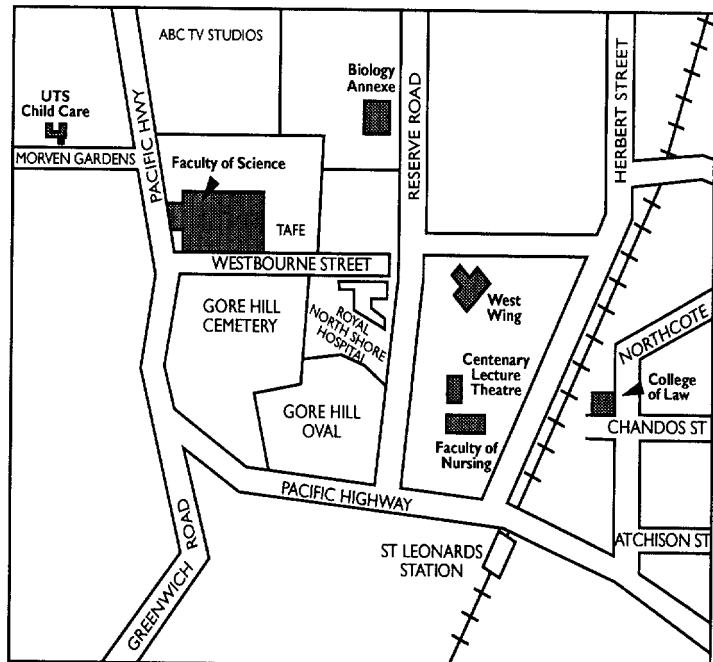 ABC TV STUDIOS
UTS
Child Care
MORVEN GARDENS
PACIFIC HWY
Biology
Annexe
RESERVE ROAD
HERBERT STREET
Faculty of Science
TAFE
WESTBOURNE STREET
GORE HILL
CEMETERY
ROYAL
NORTH SHORE
HOSPITAL
West
Wing
NORTHCOTE
Centenary
Lecture
Theatre
College
of Law
GORE HILL
OVAL
Faculty of
Nursing
CHANDOS ST
PACIFIC HIGHWAY
ATCHISON ST
ST LEONARDS
STATION
GREENWICH ROAD